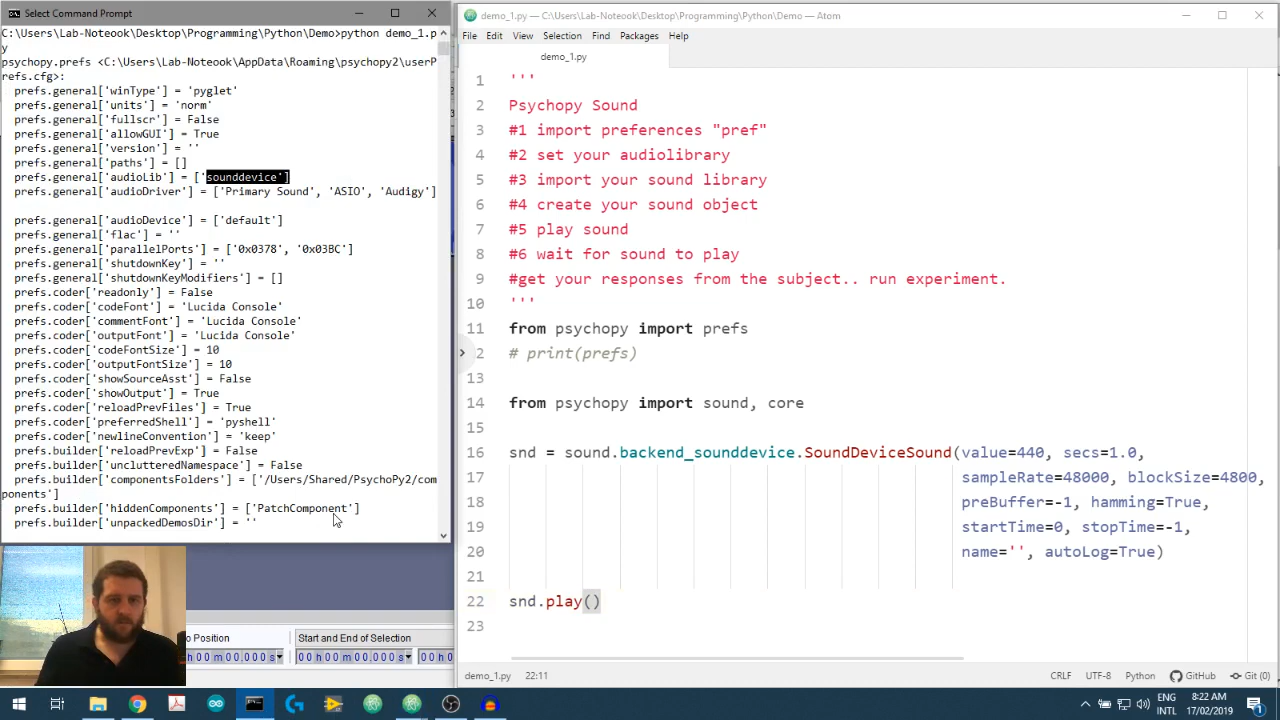 Select Command Prompt
C:\Users\Lab-Noteook\Desktop\Programming\Python\Demo>python demo_1.p
y
psychopy.prefs <C:\Users\Lab-Noteook\AppData\Roaming\psychopy2\userP
refs.cfg>:
prefs.general['winType'] = 'pyglet'
prefs.general['units'] = 'norm'
prefs.general['fullscr'] = False
prefs.general['allowGUI'] = True
prefs.general['version'] = ''
prefs.general['paths'] = []
prefs.general['audioLib'] = ['sounddevice']
prefs.general['audioDriver'] = ['Primary Sound', 'ASIO', 'Audigy']
prefs.general['audioDevice'] = ['default']
prefs.general['flac'] = ''
prefs.general['parallelPorts'] = ['0x0378', '0x03BC']
prefs.general['shutdownKey'] = ''
prefs.general['shutdownKeyModifiers'] = []
prefs.coder['readonly'] = False
prefs.coder['codeFont'] = 'Lucida Console'
prefs.coder['commentFont'] = 'Lucida Console'
prefs.coder['outputFont'] = 'Lucida Console'
prefs.coder['codeFontSize'] = 10
prefs.coder['outputFontSize'] = 10
prefs.coder['showSourceAsst'] = False
prefs.coder['showOutput'] = True
prefs.coder['reloadPrevFiles'] = True
prefs.coder['preferredShell'] = 'pyshell'
prefs.coder['newlineConvention'] = 'keep'
prefs.builder['reloadPrevExp'] = False
prefs.builder['unclutteredNamespace'] = False
prefs.builder['componentsFolders'] = ['/Users/Shared/PsychoPy2/com
ponents']
prefs.builder['hiddenComponents'] = ['PatchComponent']
prefs.builder['unpackedDemosDir'] = ''
o Position
Start and End of Selection
00 h 00 m 00.000 s
00 h 00 m 00.000 s
00 h
demo_1.py — C:\Users\Lab-Noteook\Desktop\Programming\Python\Demo — Atom
File Edit View Selection Find Packages Help
demo_1.py
1 '''
2 Psychopy Sound
3 #1 import preferences "pref"
4 #2 set your audiolibrary
5 #3 import your sound library
6 #4 create your sound object
7 #5 play sound
8 #6 wait for sound to play
9 #get your responses from the subject.. run experiment.
10 '''
11 from psychopy import prefs
2 # print(prefs)
13
14 from psychopy import sound, core
15
16 snd = sound.backend_sounddevice.SoundDeviceSound(value=440, secs=1.0,
17 sampleRate=48000, blockSize=4800,
18 preBuffer=-1, hamming=True,
19 startTime=0, stopTime=-1,
20 name='', autoLog=True)
21
22 snd.play()
23
demo_1.py 22:11 CRLF UTF-8 Python GitHub Git (0)
ENG 8:22 AM
INTL 17/02/2019
1